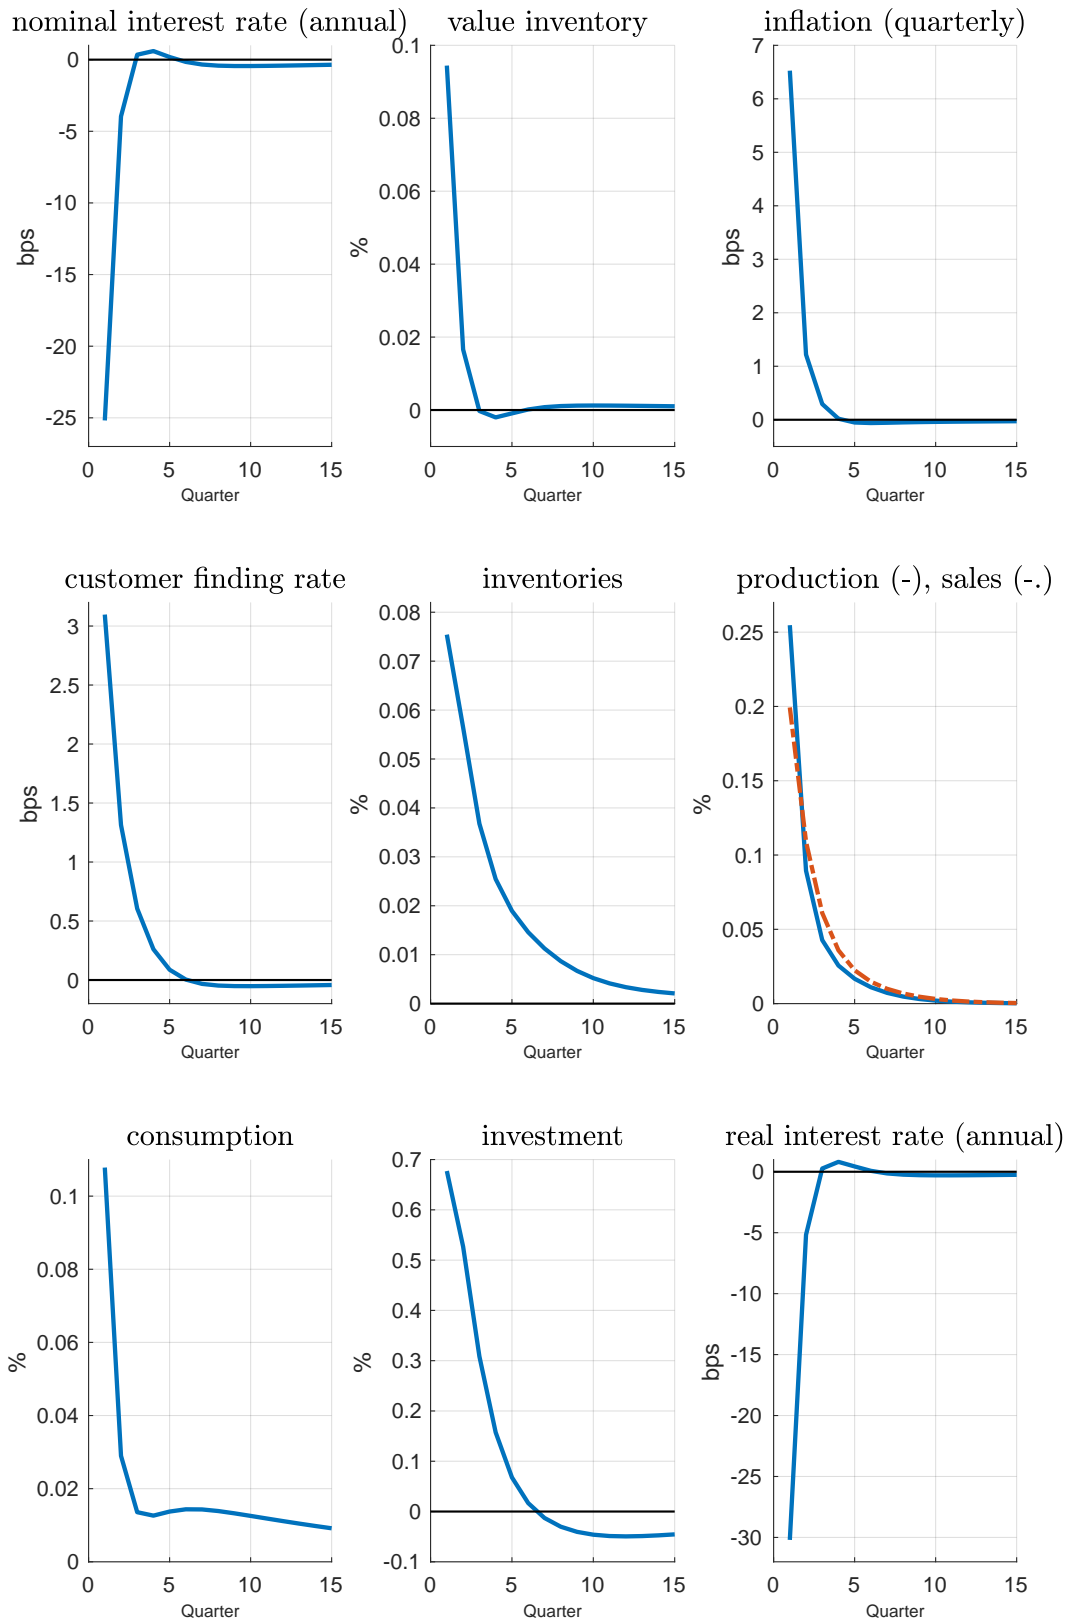 nominal interest rate (annual)
0
-5
-10
-15
-20
-25
bps
0 5 10 15
Quarter
value inventory
0.1
0.08
0.06
0.04
0.02
0
%
0 5 10 15
Quarter
inflation (quarterly)
7
6
5
4
3
2
1
0
bps
0 5 10 15
Quarter
customer finding rate
3
2.5
2
1.5
1
0.5
0
bps
0 5 10 15
Quarter
inventories
0.08
0.07
0.06
0.05
0.04
0.03
0.02
0.01
0
%
0 5 10 15
Quarter
production (-), sales (-.)
0.25
0.2
0.15
0.1
0.05
0
%
0 5 10 15
Quarter
consumption
0.1
0.08
0.06
0.04
0.02
0
%
0 5 10 15
Quarter
investment
0.7
0.6
0.5
0.4
0.3
0.2
0.1
0
-0.1
%
0 5 10 15
Quarter
real interest rate (annual)
0
-5
-10
-15
-20
-25
-30
bps
0 5 10 15
Quarter